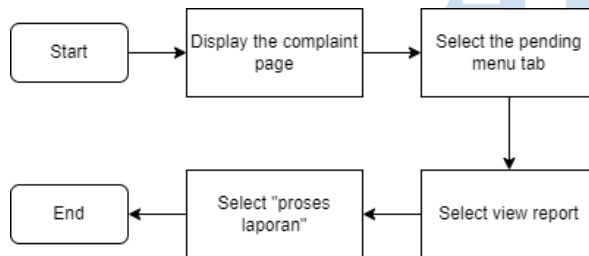 Start
Display the complaint
page
Select the pending
menu tab
Select view report
Select "proses
laporan"
End